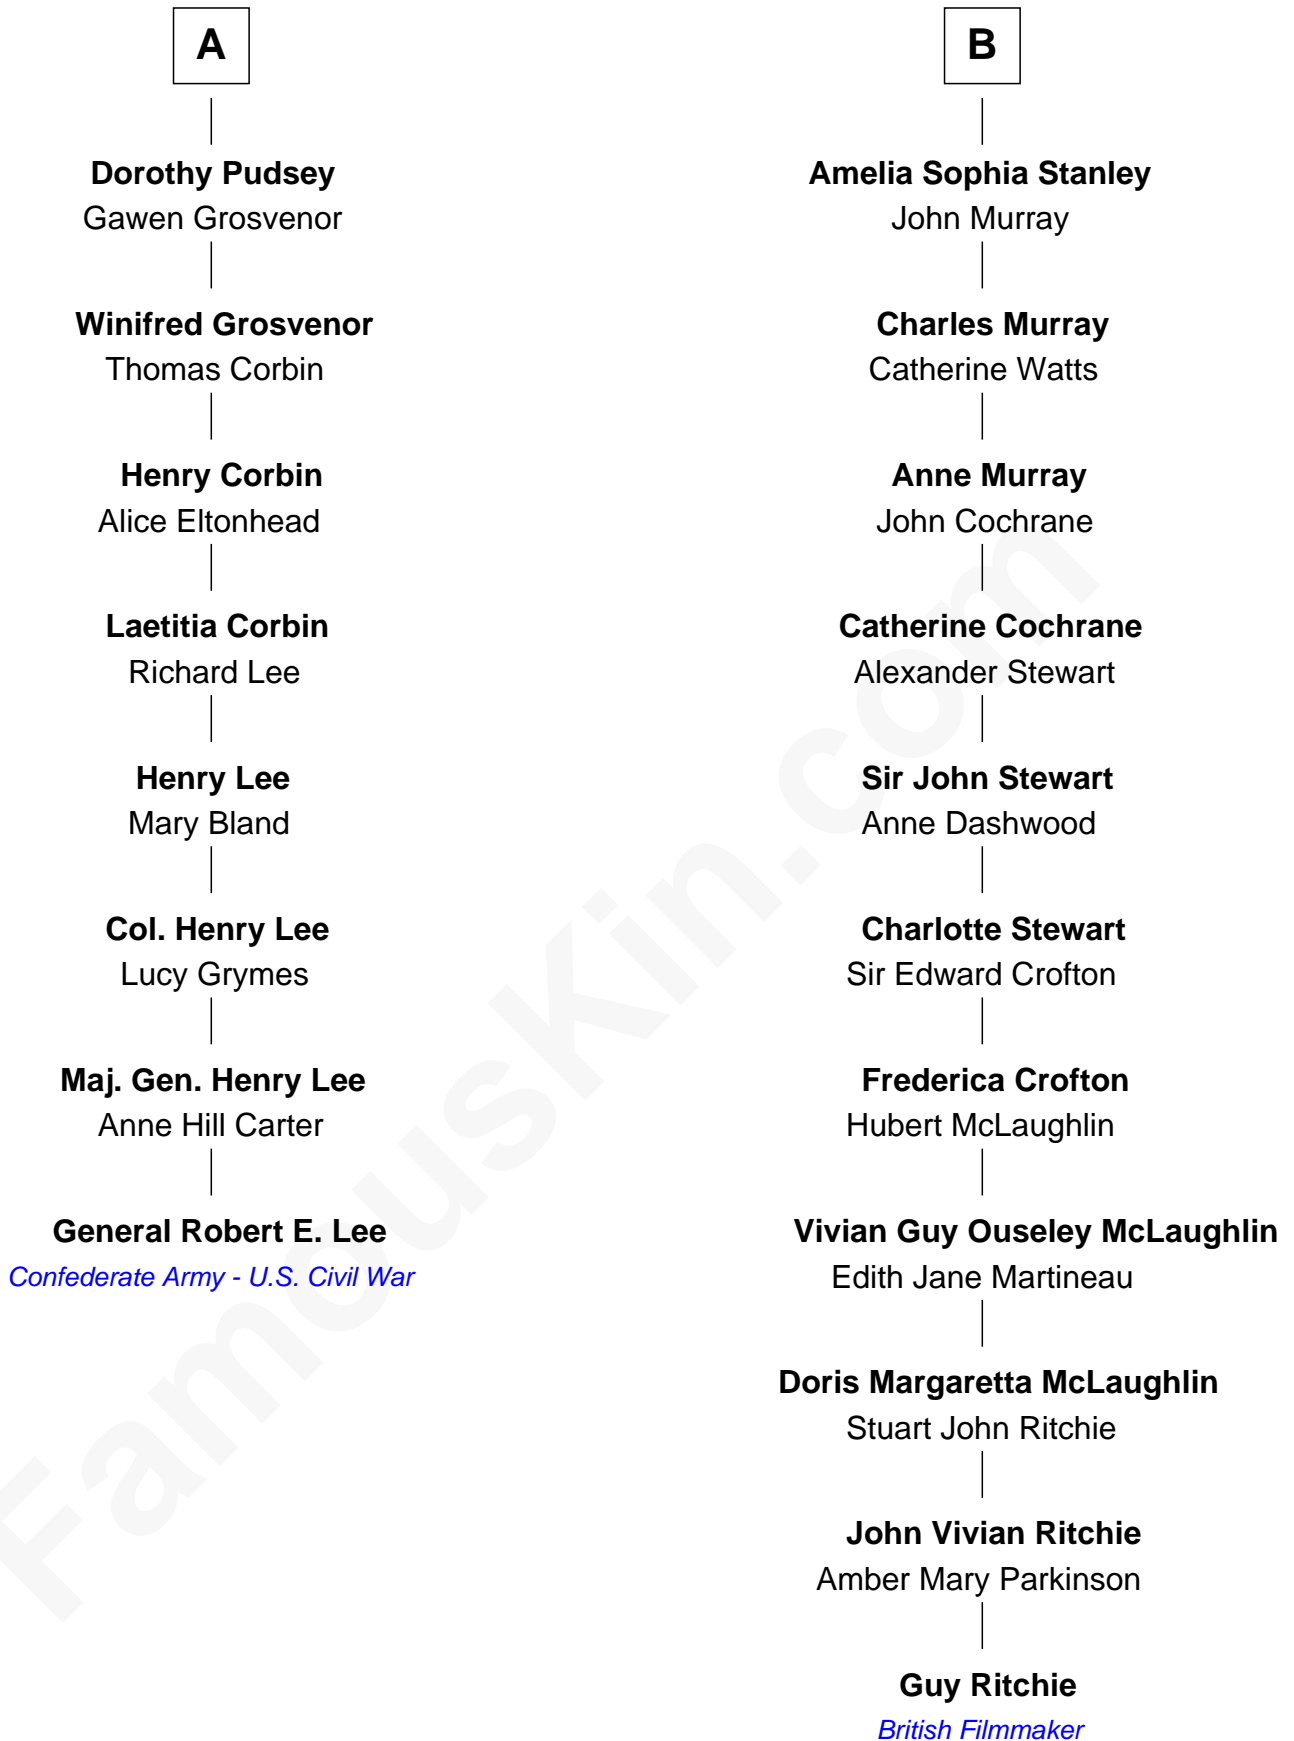 A
Dorothy Pudsey
Gawen Grosvenor
Winifred Grosvenor
Thomas Corbin
Henry Corbin
Alice Eltonhead
Laetitia Corbin
Richard Lee
Henry Lee
Mary Bland
Col. Henry Lee
Lucy Grymes
Maj. Gen. Henry Lee
Anne Hill Carter
General Robert E. Lee
Confederate Army - U.S. Civil War
B
Amelia Sophia Stanley
John Murray
Charles Murray
Catherine Watts
Anne Murray
John Cochrane
Catherine Cochrane
Alexander Stewart
Sir John Stewart
Anne Dashwood
Charlotte Stewart
Sir Edward Crofton
Frederica Crofton
Hubert McLaughlin
Vivian Guy Ouseley McLaughlin
Edith Jane Martineau
Doris Margaretta McLaughlin
Stuart John Ritchie
John Vivian Ritchie
Amber Mary Parkinson
Guy Ritchie
British Filmmaker
FamousKin.com